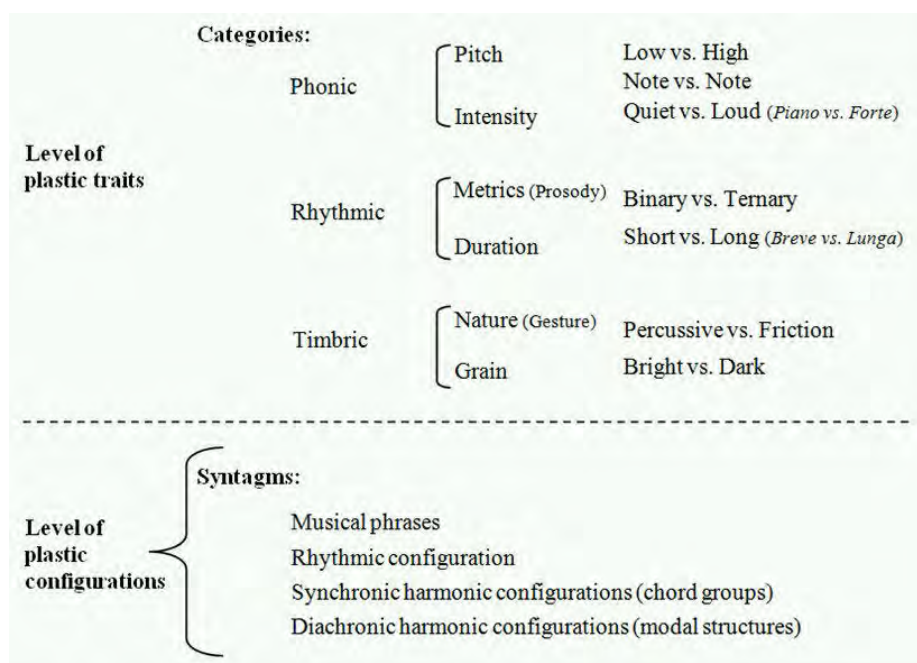 Categories:
Pitch Low vs. High
Phonic Note vs. Note
Intensity Quiet vs. Loud (Piano vs. Forte)
Level of
plastic traits
Metrics (Prosody) Binary vs. Ternary
Rhythmic
Duration Short vs. Long (Breve vs. Lunga)
Nature (Gesture) Percussive vs. Friction
Timbric
Grain Bright vs. Dark
Syntagms:
Level of
plastic
configurations
Musical phrases
Rhythmic configuration
Synchronic harmonic configurations (chord groups)
Diachronic harmonic configurations (modal structures)